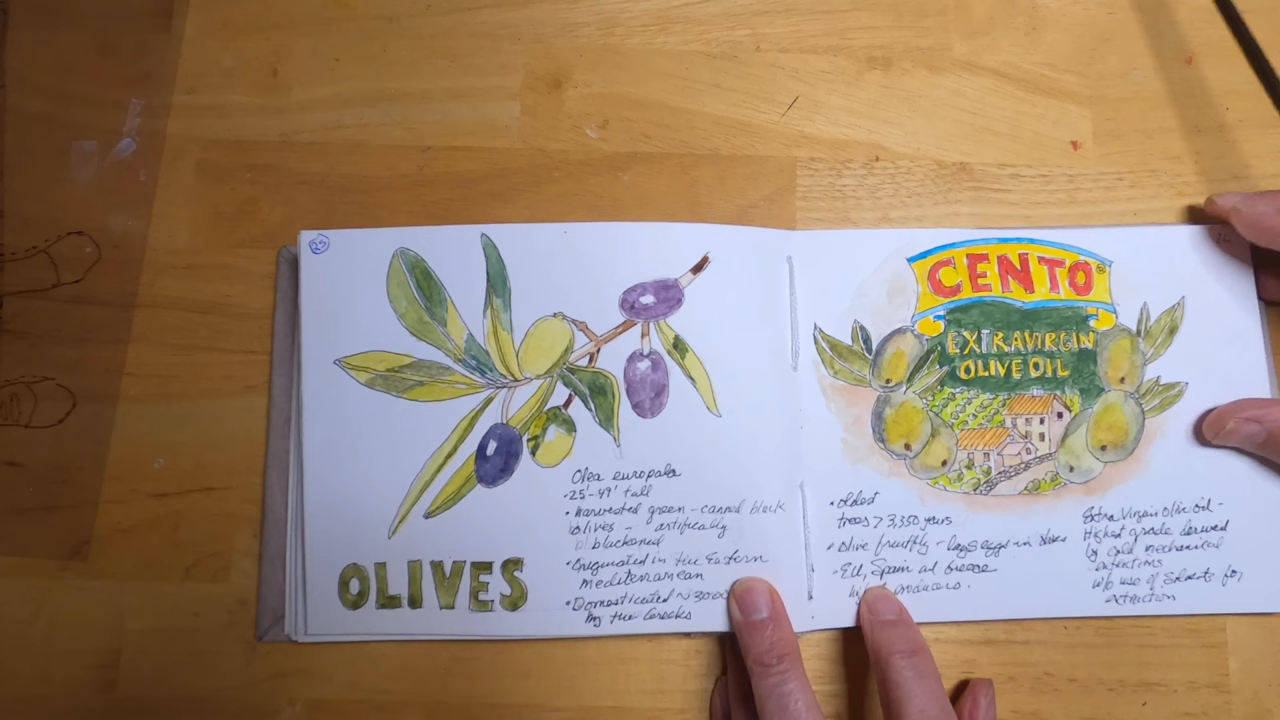 25
Olea europaea
• 25'-49' tall
• harvested green - canned black
olives - artificially
blackened
• Originated in the Eastern
Mediterranean
• Domesticated ~ 3000
by the Greeks
OLIVES
CENTO®
EXTRA VIRGIN
OLIVE OIL
• oldest
trees > 3,350 years
• olive fruitfly - lays eggs in
• EU, Spain and Greece
producers.
Extra Virgin Olive oil -
Highest grade derived
by cold mechanical
w/o use of solvents for
extraction